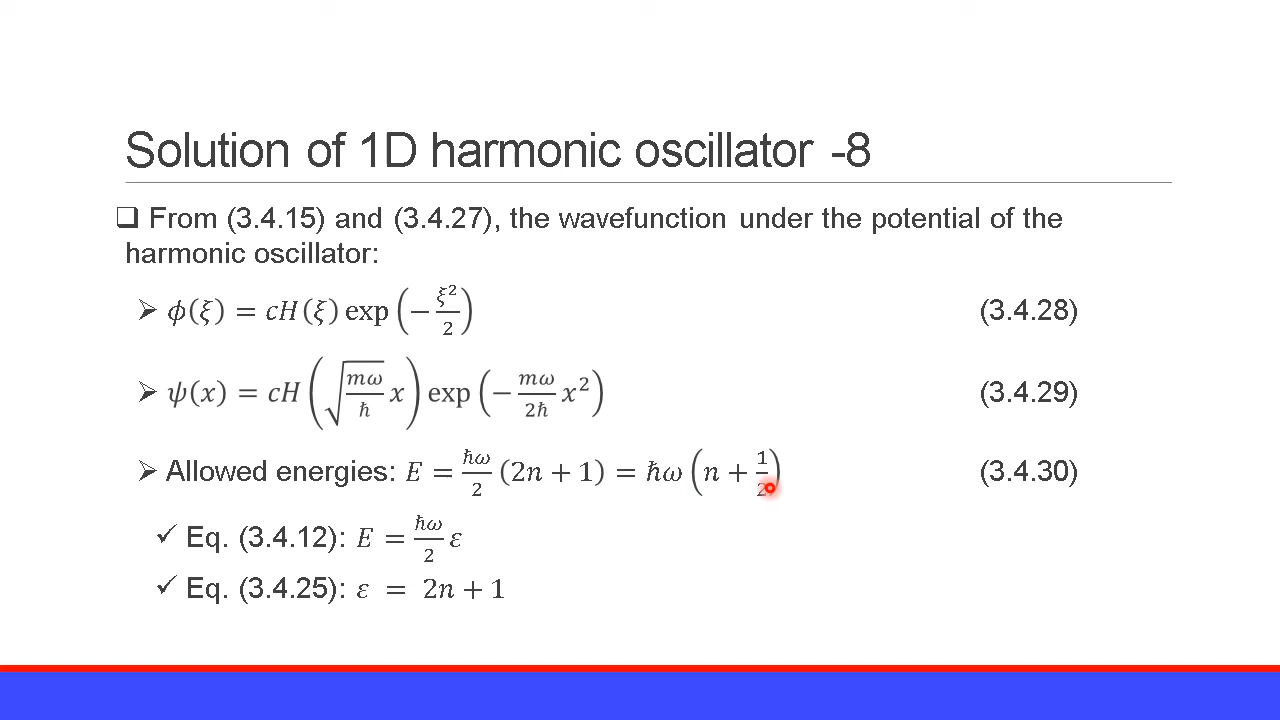 Solution of 1D harmonic oscillator -8
❑ From (3.4.15) and (3.4.27), the wavefunction under the potential of the
harmonic oscillator:
➢ ϕ(ξ) = cH(ξ) exp(−ξ²/2) (3.4.28)
➢ ψ(x) = cH(√(mω/ℏ) x) exp(−mω/2ℏ x²) (3.4.29)
➢ Allowed energies: E = ℏω/2 (2n + 1) = ℏω(n + 1/2) (3.4.30)
✓ Eq. (3.4.12): E = ℏω/2 ε
✓ Eq. (3.4.25): ε = 2n + 1